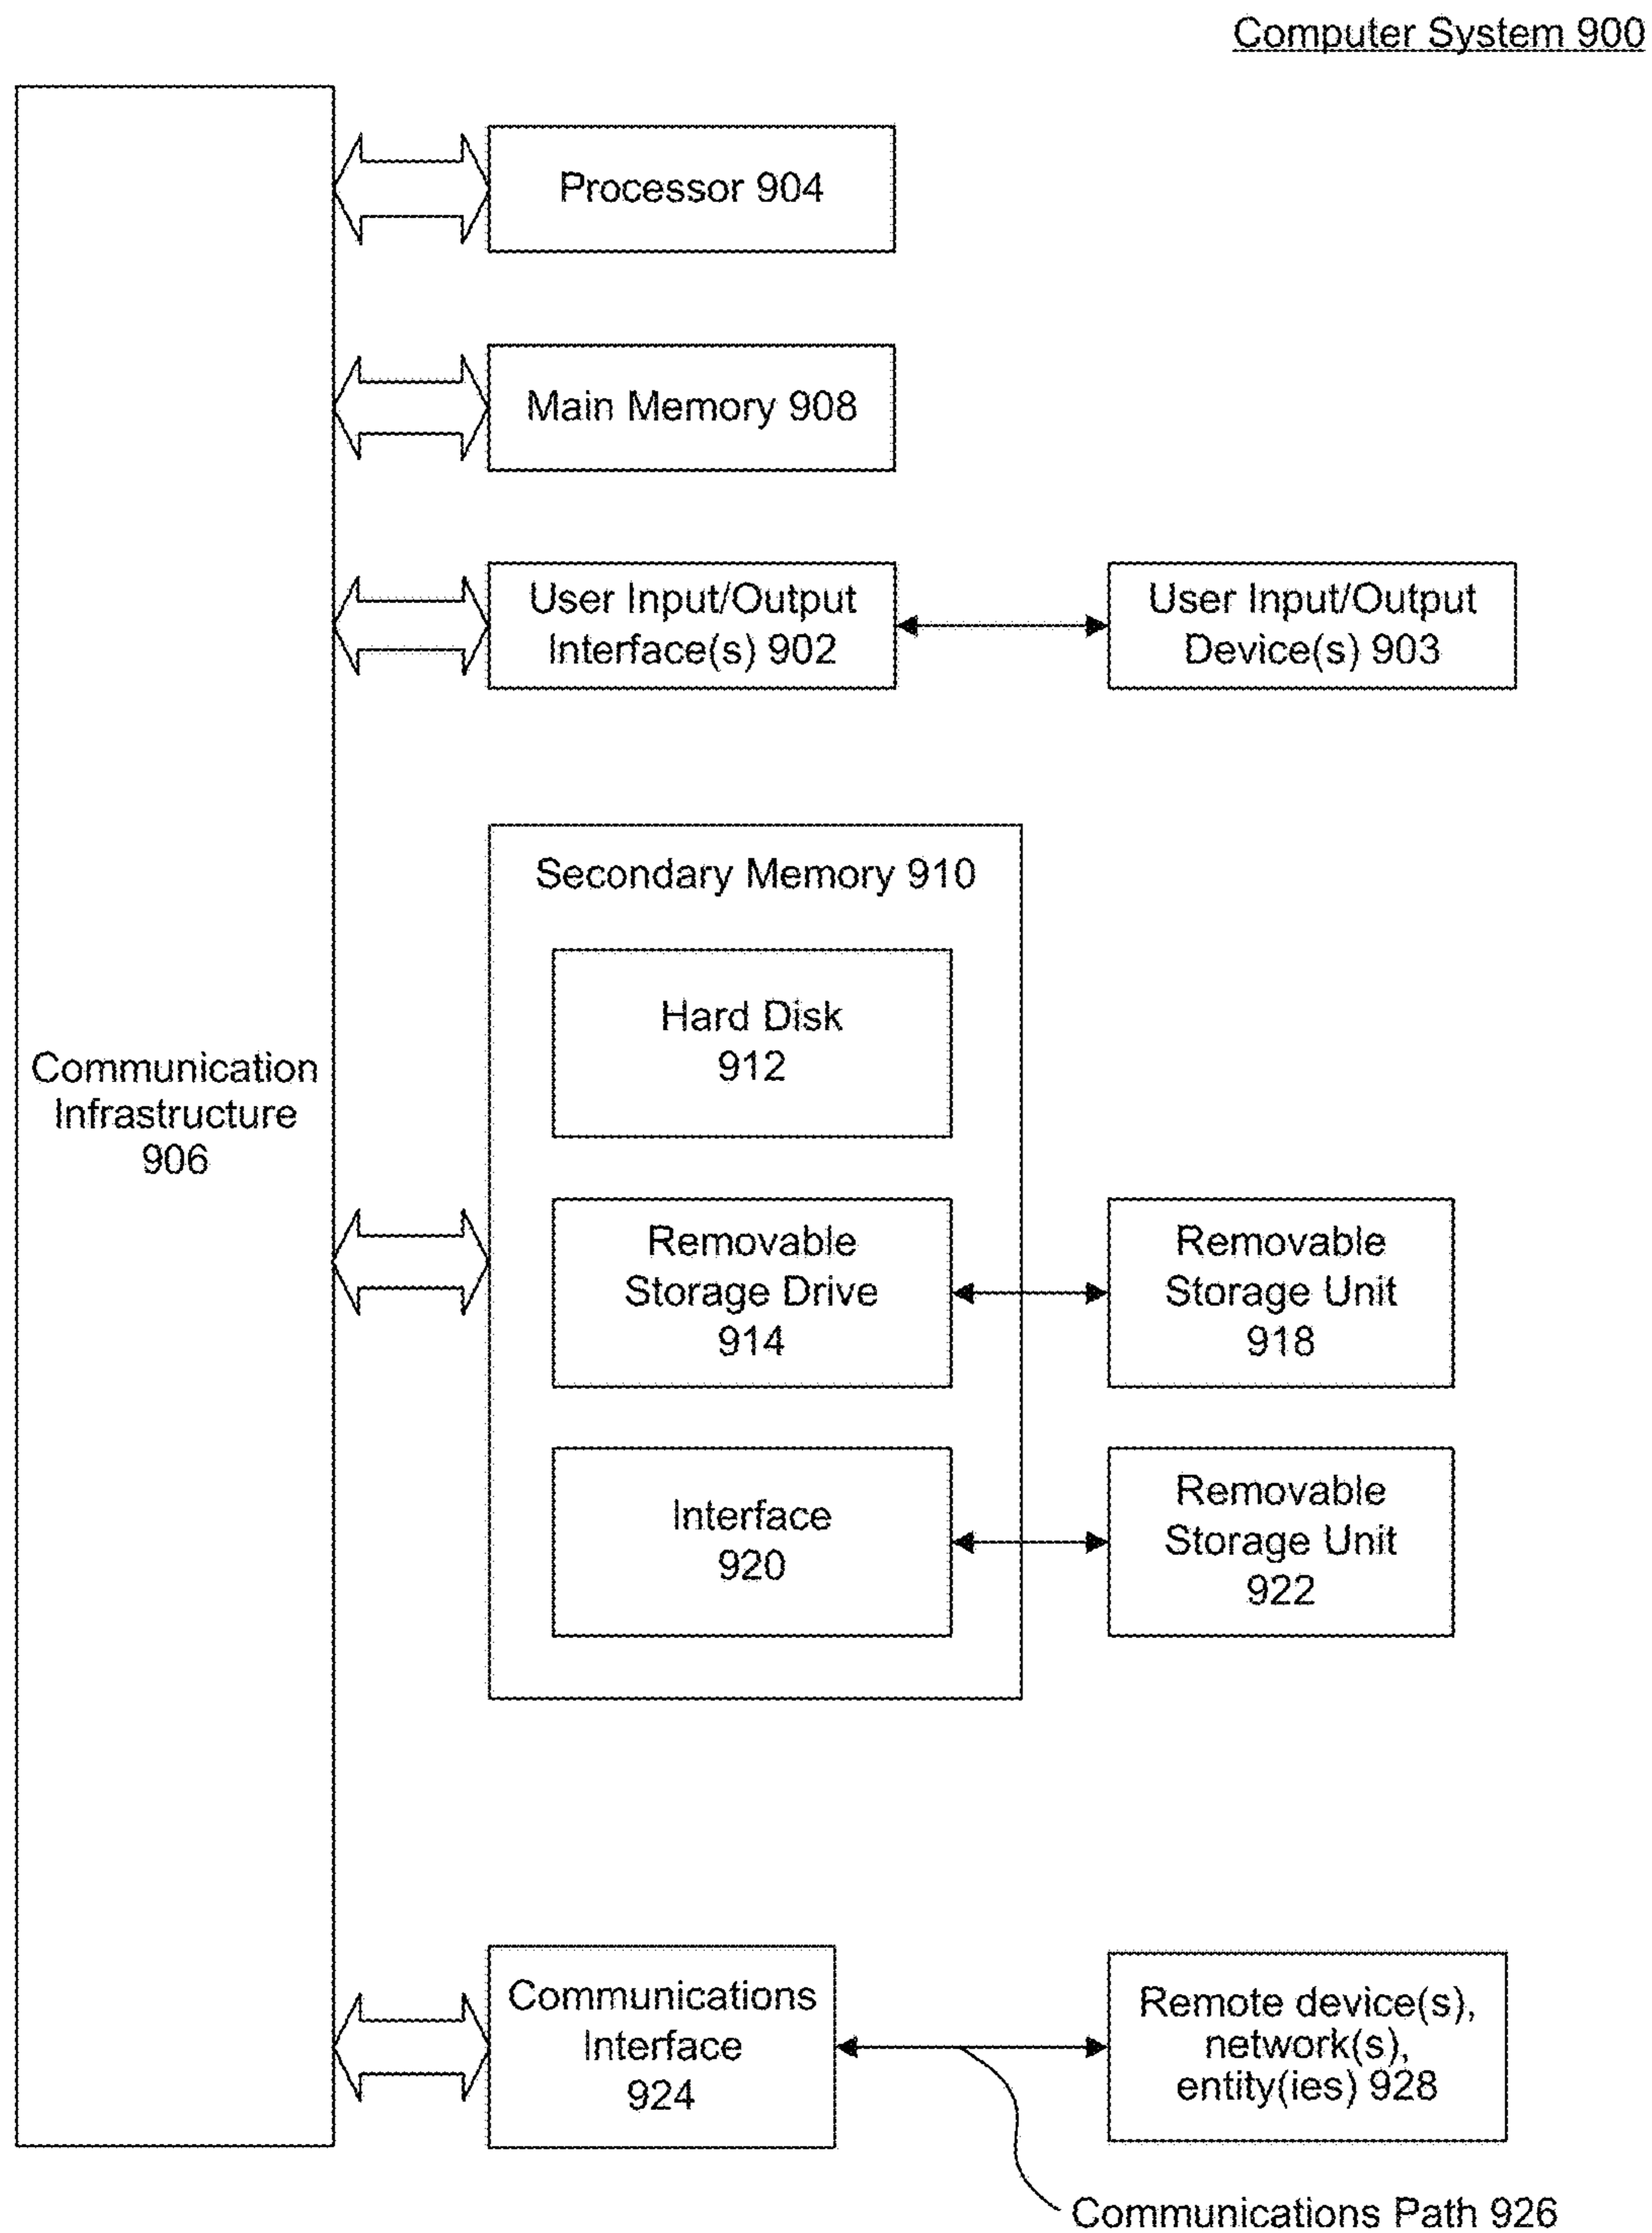 Computer System 900
Processor 904
Main Memory 908
User Input/Output
Interface(s) 902
User Input/Output
Device(s) 903
Secondary Memory 910
Hard Disk
912
Communication
Infrastructure
906
Removable
Storage Drive
914
Removable
Storage Unit
918
Interface
920
Removable
Storage Unit
922
Communications
Interface
924
Remote device(s),
network(s),
entity(ies) 928
Communications Path 926